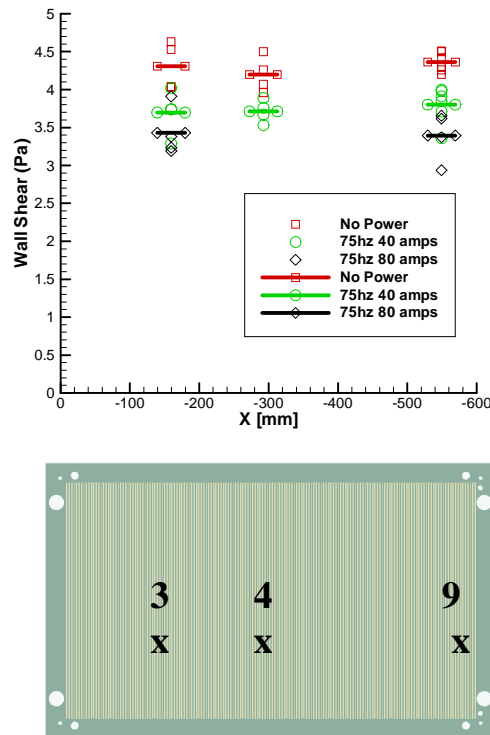 5
4.5
4
3.5
3
2.5
2
1.5
1
0.5
0
Wall Shear (Pa)
No Power
75hz 40 amps
75hz 80 amps
No Power
75hz 40 amps
75hz 80 amps
0 -100 -200 -300 -400 -500 -600
X [mm]
3 4 9
x x x